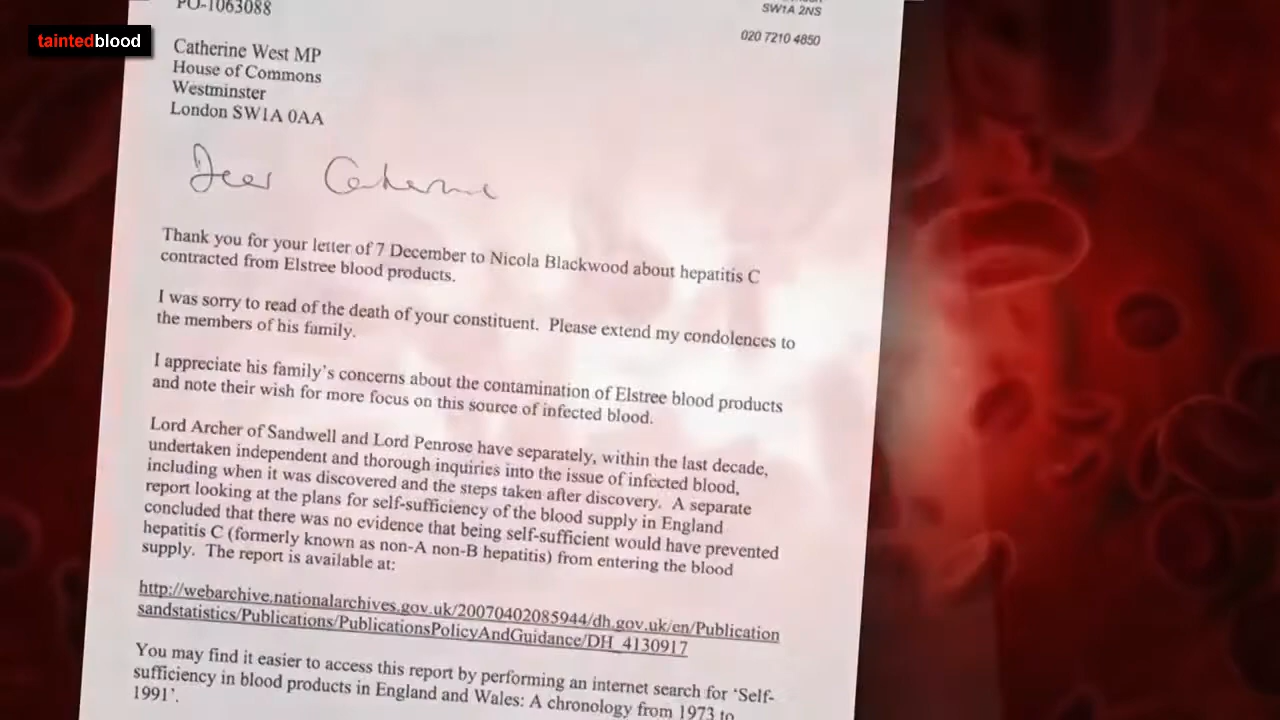 PO-1063088
SW1A 2NS
020 7210 4850
taintedblood
Catherine West MP
House of Commons
Westminster
London SW1A 0AA
Dear Catherine
Thank you for your letter of 7 December to Nicola Blackwood about hepatitis C
contracted from Elstree blood products.
I was sorry to read of the death of your constituent. Please extend my condolences to
the members of his family.
I appreciate his family's concerns about the contamination of Elstree blood products
and note their wish for more focus on this source of infected blood.
Lord Archer of Sandwell and Lord Penrose have separately, within the last decade,
undertaken independent and thorough inquiries into the issue of infected blood,
including when it was discovered and the steps taken after discovery. A separate
report looking at the plans for self-sufficiency of the blood supply in England
concluded that there was no evidence that being self-sufficient would have prevented
hepatitis C (formerly known as non-A non-B hepatitis) from entering the blood
supply. The report is available at:
http://webarchive.nationalarchives.gov.uk/20070402085944/dh.gov.uk/en/Publication
sandstatistics/Publications/PublicationsPolicyAndGuidance/DH_4130917
You may find it easier to access this report by performing an internet search for 'Self-
sufficiency in blood products in England and Wales: A chronology from 1973 to
1991'.